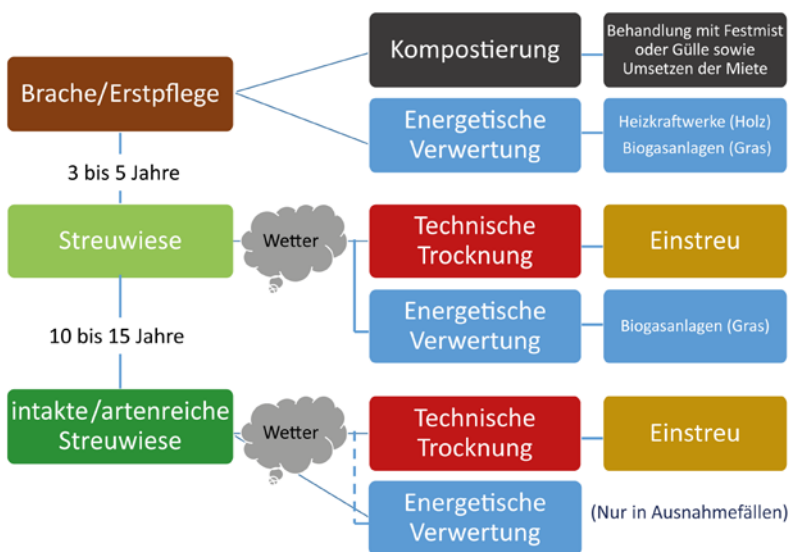 Brache/Erstpflege
Kompostierung
Behandlung mit Festmist
oder Gülle sowie
Umsetzen der Miete
Energetische
Verwertung
Heizkraftwerke (Holz)
Biogasanlagen (Gras)
3 bis 5 Jahre
Streuwiese
Wetter
Technische
Trocknung
Einstreu
Energetische
Verwertung
Biogasanlagen (Gras)
10 bis 15 Jahre
intakte/artenreiche
Streuwiese
Wetter
Technische
Trocknung
Einstreu
Energetische
Verwertung
(Nur in Ausnahmefällen)